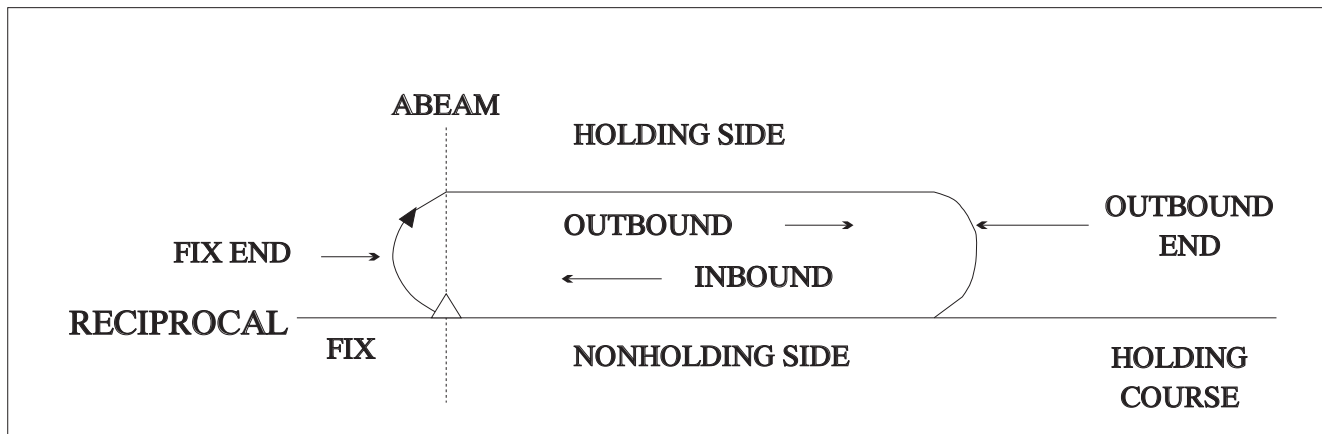 ABEAM
HOLDING SIDE
OUTBOUND
OUTBOUND
END
FIX END
INBOUND
RECIPROCAL
FIX
NONHOLDING SIDE
HOLDING
COURSE